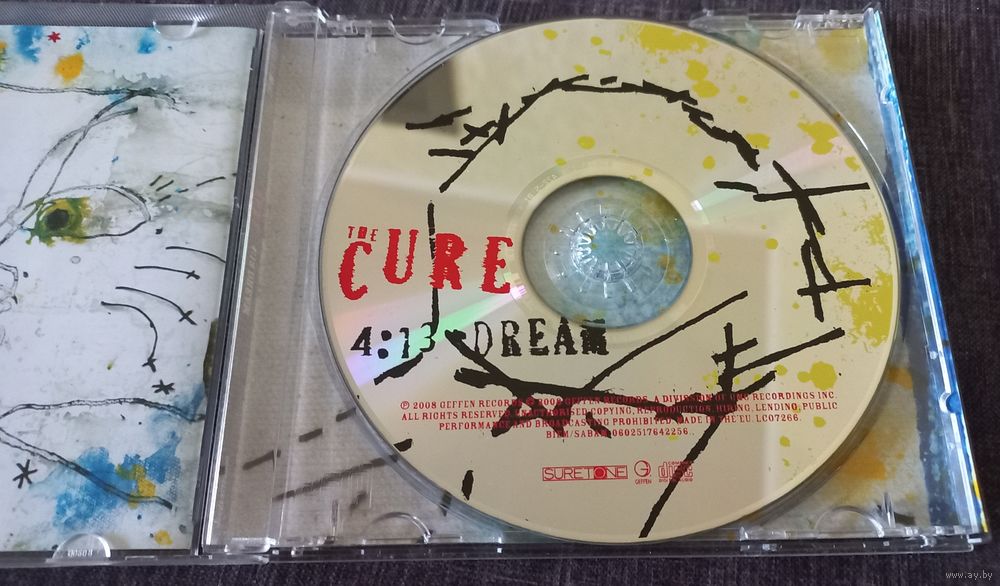 THE
CURE
4:13 DREAM
℗ 2008 GEFFEN RECORDS © 2008 GEFFEN RECORDS, A DIVISION OF UMG RECORDINGS INC.
ALL RIGHTS RESERVED. UNAUTHORISED COPYING, REPRODUCTION, HIRING, LENDING, PUBLIC
PERFORMANCE AND BROADCASTING PROHIBITED. MADE IN THE EU. LC07266.
BIEM/SABAM 0602517642256.
SURETONE
G
GEFFEN
disc
www.ay.by